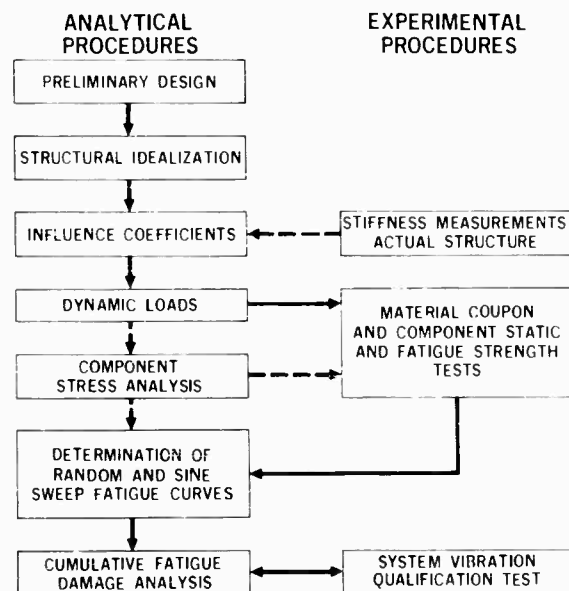 ANALYTICAL
PROCEDURES
EXPERIMENTAL
PROCEDURES
PRELIMINARY DESIGN
STRUCTURAL IDEALIZATION
INFLUENCE COEFFICIENTS
STIFFNESS MEASUREMENTS
ACTUAL STRUCTURE
DYNAMIC LOADS
MATERIAL COUPON
AND COMPONENT STATIC
AND FATIGUE STRENGTH
TESTS
COMPONENT
STRESS ANALYSIS
DETERMINATION OF
RANDOM AND SINE
SWEEP FATIGUE CURVES
CUMULATIVE FATIGUE
DAMAGE ANALYSIS
SYSTEM VIBRATION
QUALIFICATION TEST